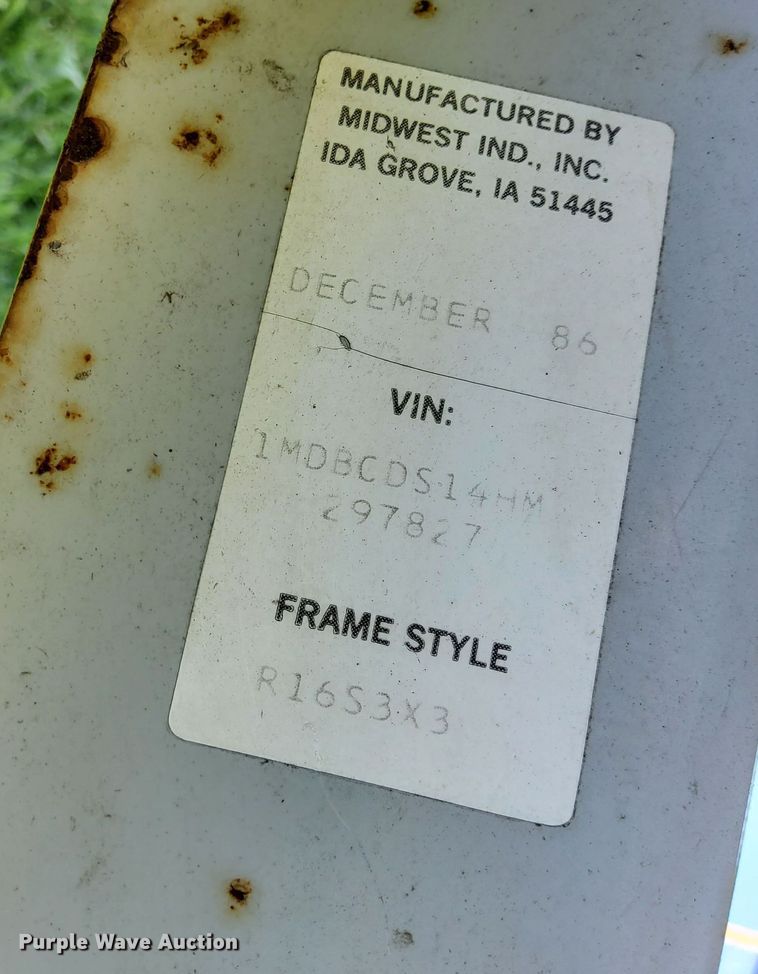 MANUFACTURED BY
MIDWEST IND., INC.
IDA GROVE, IA 51445
DECEMBER 86
VIN:
1MDBCDS14HM
297827
FRAME STYLE
R16S3X3
Purple Wave Auction